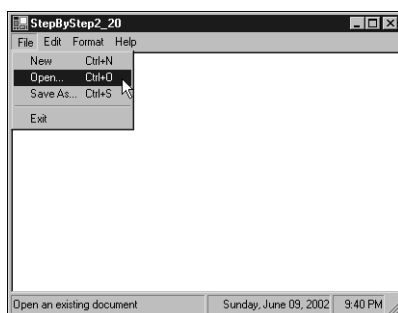 StepByStep2_20
File Edit Format Help
New Ctrl+N
Open... Ctrl+O
Save As... Ctrl+S
Exit
Open an existing document Sunday, June 09, 2002 9:40 PM